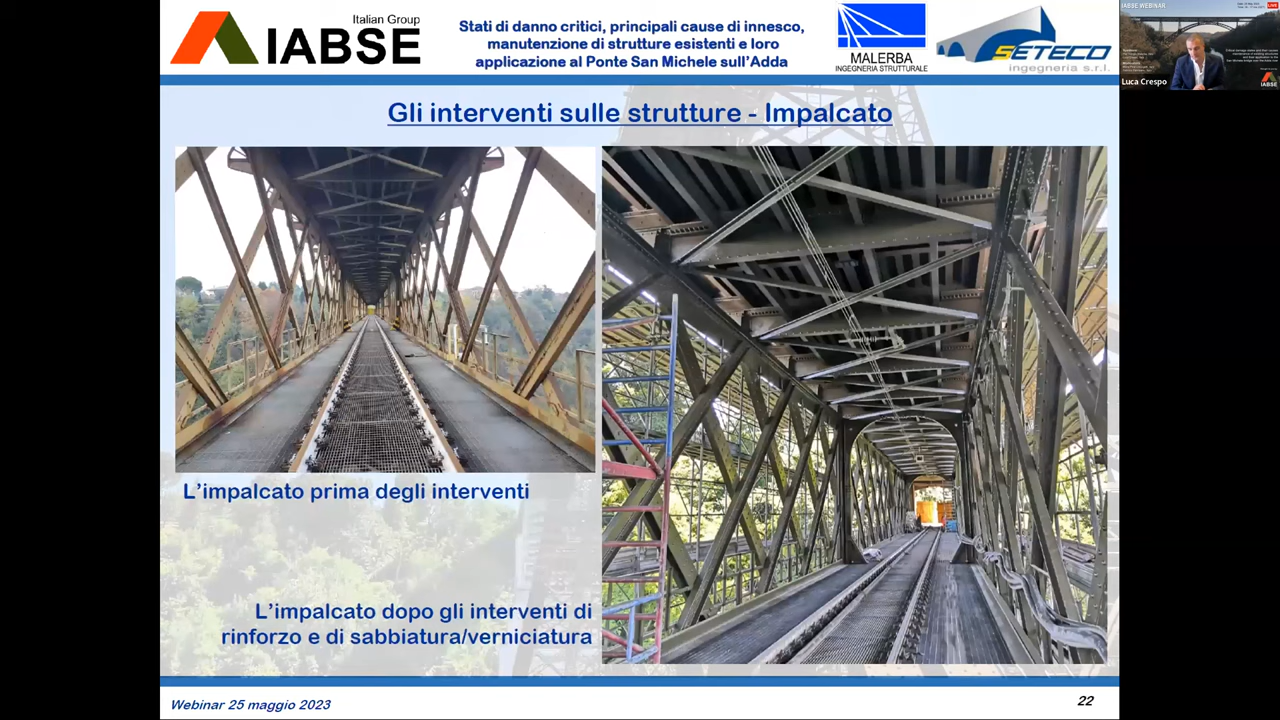 Italian Group
IABSE
Stati di danno critici, principali cause di innesco,
manutenzione di strutture esistenti e loro
applicazione al Ponte San Michele sull'Adda
MALERBA
INGEGNERIA STRUTTURALE
SETECO
ingegneria s.r.l.
IABSE WEBINAR
LIVE
Luca Crespo
IABSE
Gli interventi sulle strutture - Impalcato
L'impalcato prima degli interventi
L'impalcato dopo gli interventi di
rinforzo e di sabbiatura/verniciatura
Webinar 25 maggio 2023
22